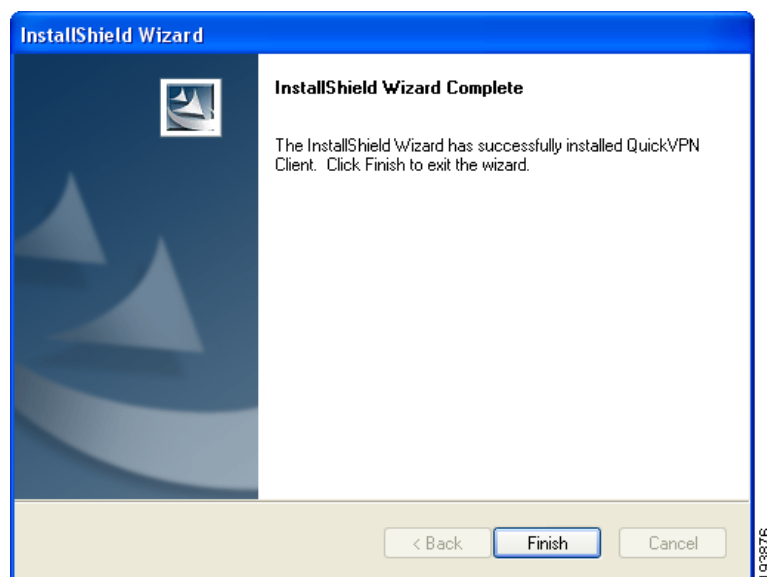 InstallShield Wizard
InstallShield Wizard Complete
The InstallShield Wizard has successfully installed QuickVPN
Client. Click Finish to exit the wizard.
< Back
Finish
Cancel
193876